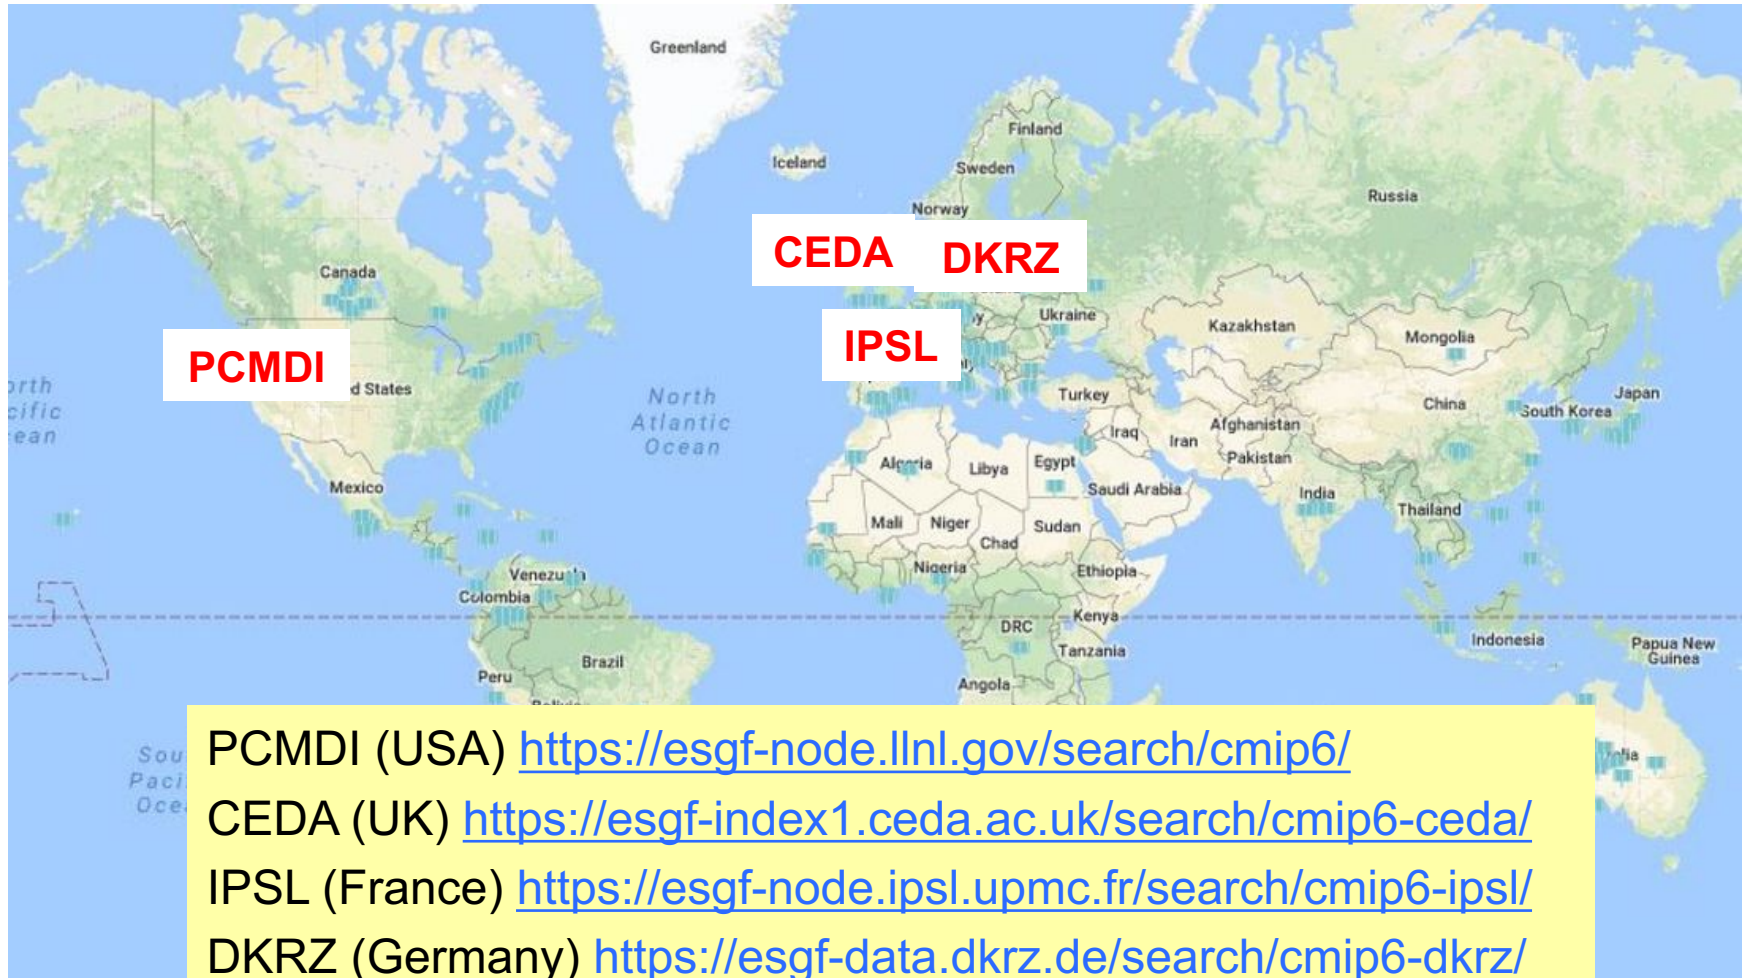 Greenland
Finland
Iceland
Sweden
Russia
Norway
CEDA
DKRZ
Canada
Ukraine
Kazakhstan
Mongolia
IPSL
PCMDI
d States
North
Atlantic
Ocean
Turkey
China
Japan
South Korea
Iraq
Iran
Afghanistan
Pakistan
Algeria
Libya
Egypt
Saudi Arabia
Mexico
India
Thailand
Mali
Niger
Sudan
Chad
Nigeria
Ethiopia
Colombia
Kenya
DRC
Tanzania
Indonesia
Papua New
Guinea
Brazil
Peru
Angola
PCMDI (USA) https://esgf-node.llnl.gov/search/cmip6/
CEDA (UK) https://esgf-index1.ceda.ac.uk/search/cmip6-ceda/
IPSL (France) https://esgf-node.ipsl.upmc.fr/search/cmip6-ipsl/
DKRZ (Germany) https://esgf-data.dkrz.de/search/cmip6-dkrz/